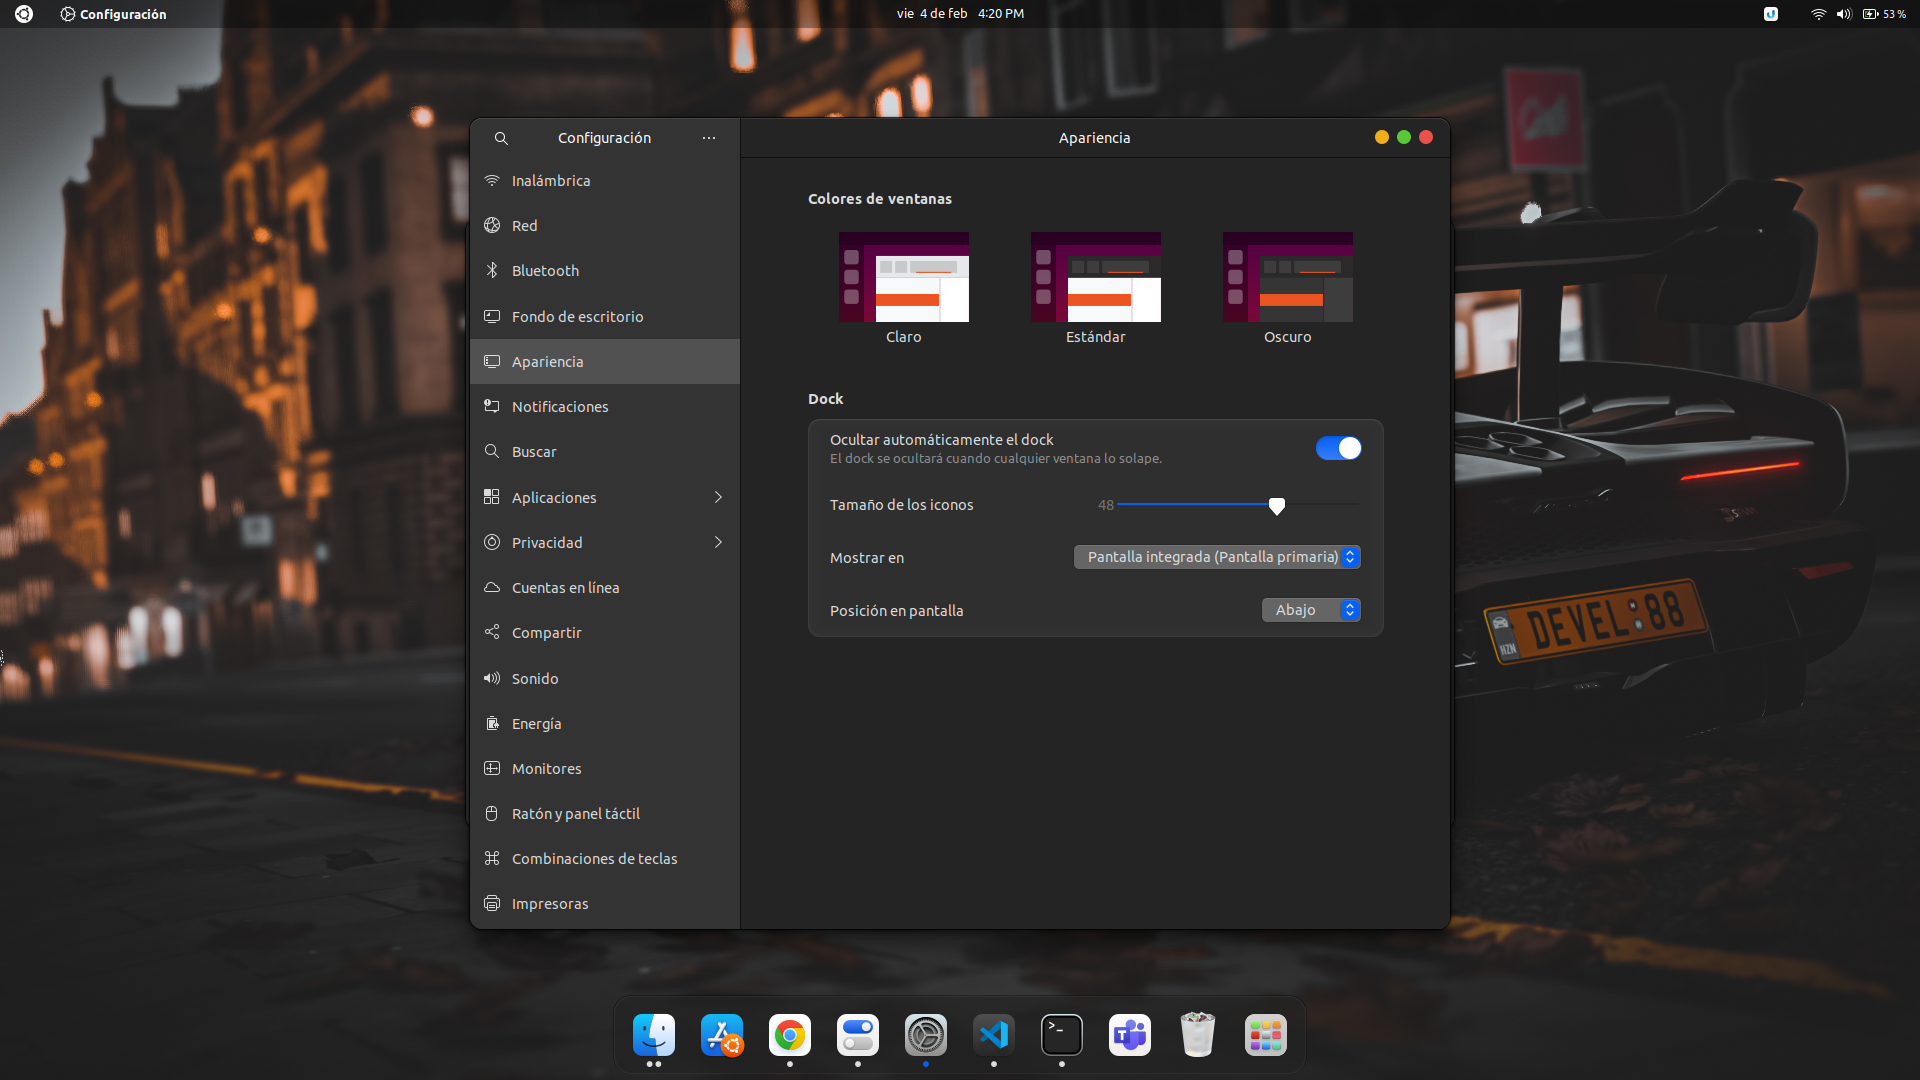 Configuración
vie 4 de feb 4:20 PM
53 %
Configuración
Apariencia
Inalámbrica
Red
Bluetooth
Fondo de escritorio
Apariencia
Notificaciones
Buscar
Aplicaciones
Privacidad
Cuentas en línea
Compartir
Sonido
Energía
Monitores
Ratón y panel táctil
Combinaciones de teclas
Impresoras
Colores de ventanas
Claro
Estándar
Oscuro
Dock
Ocultar automáticamente el dock
El dock se ocultará cuando cualquier ventana lo solape.
Tamaño de los iconos
48
Mostrar en
Pantalla integrada (Pantalla primaria)
Posición en pantalla
Abajo
HZN
DEVEL:88
>_
T